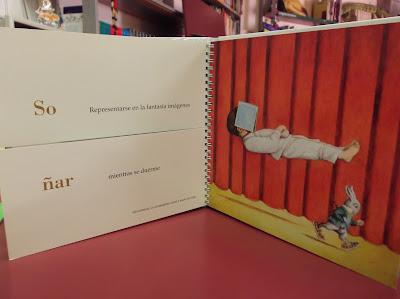 So
Representarse en la fantasía imágenes
ñar
mientras se duerme